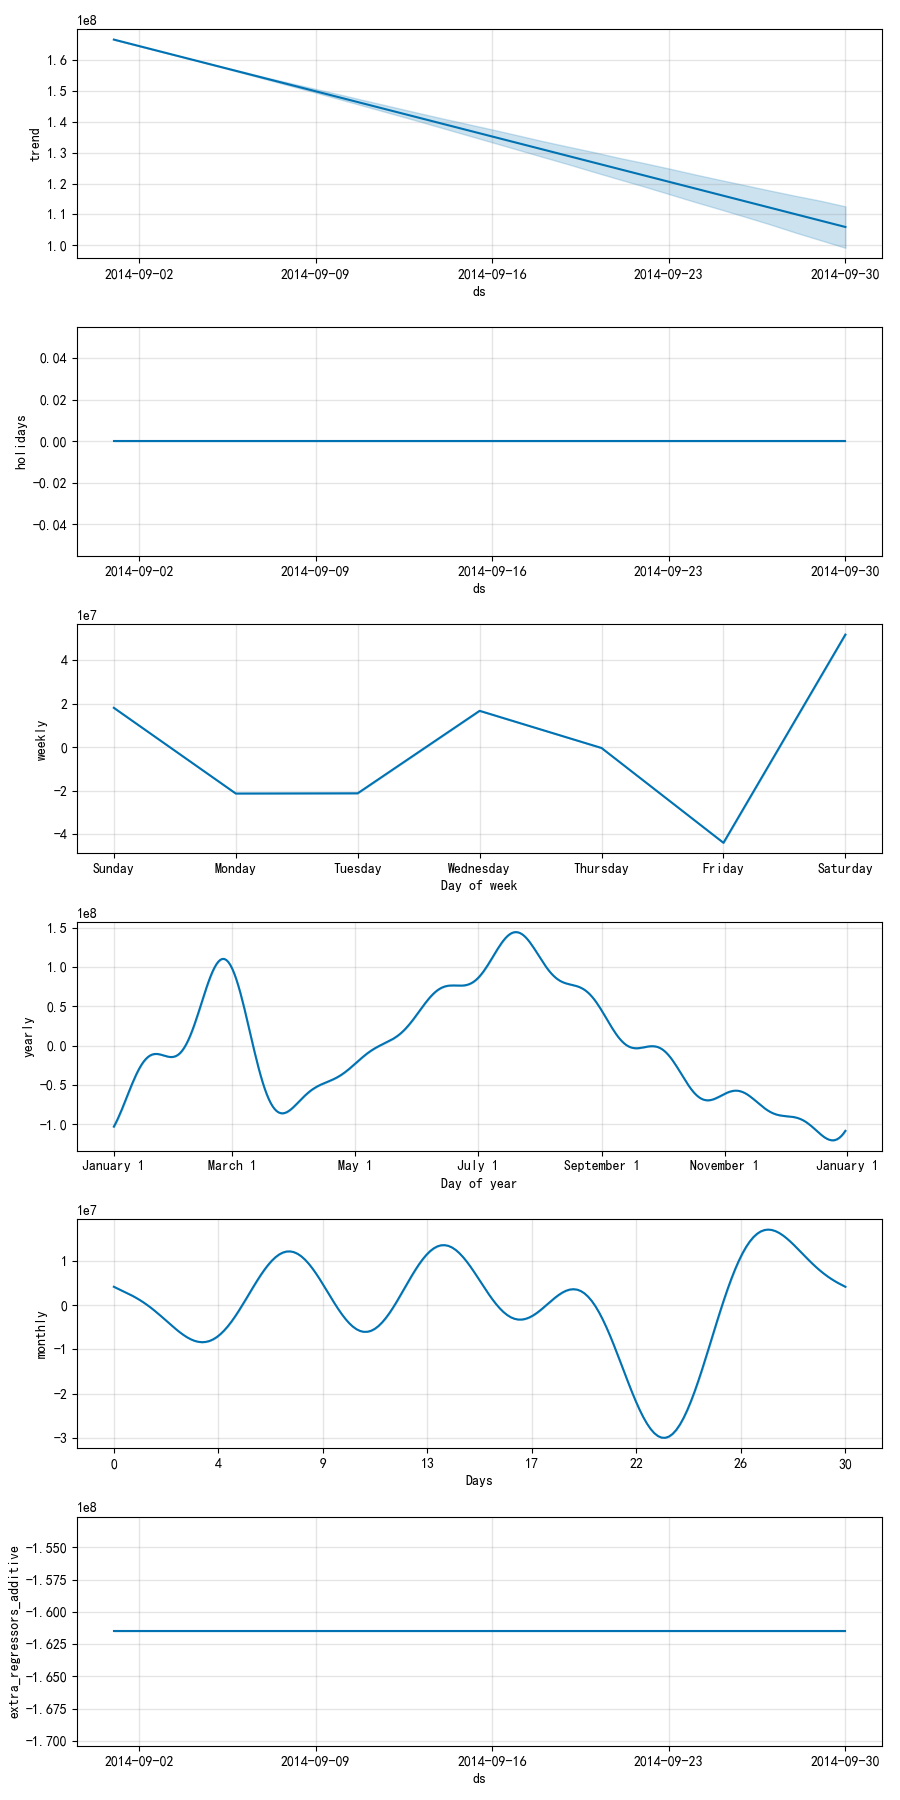 1e8
trend
1.6
1.5
1.4
1.3
1.2
1.1
1.0
2014-09-02 2014-09-09 2014-09-16 2014-09-23 2014-09-30
ds
holidays
0.04
0.02
0.00
−0.02
−0.04
2014-09-02 2014-09-09 2014-09-16 2014-09-23 2014-09-30
ds
1e7
weekly
4
2
0
−2
−4
Sunday Monday Tuesday Wednesday Thursday Friday Saturday
Day of week
1e8
yearly
1.5
1.0
0.5
0.0
−0.5
−1.0
January 1 March 1 May 1 July 1 September 1 November 1 January 1
Day of year
1e7
monthly
1
0
−1
−2
−3
0 4 9 13 17 22 26 30
Days
1e8
extra_regressors_additive
−1.550
−1.575
−1.600
−1.625
−1.650
−1.675
−1.700
2014-09-02 2014-09-09 2014-09-16 2014-09-23 2014-09-30
ds